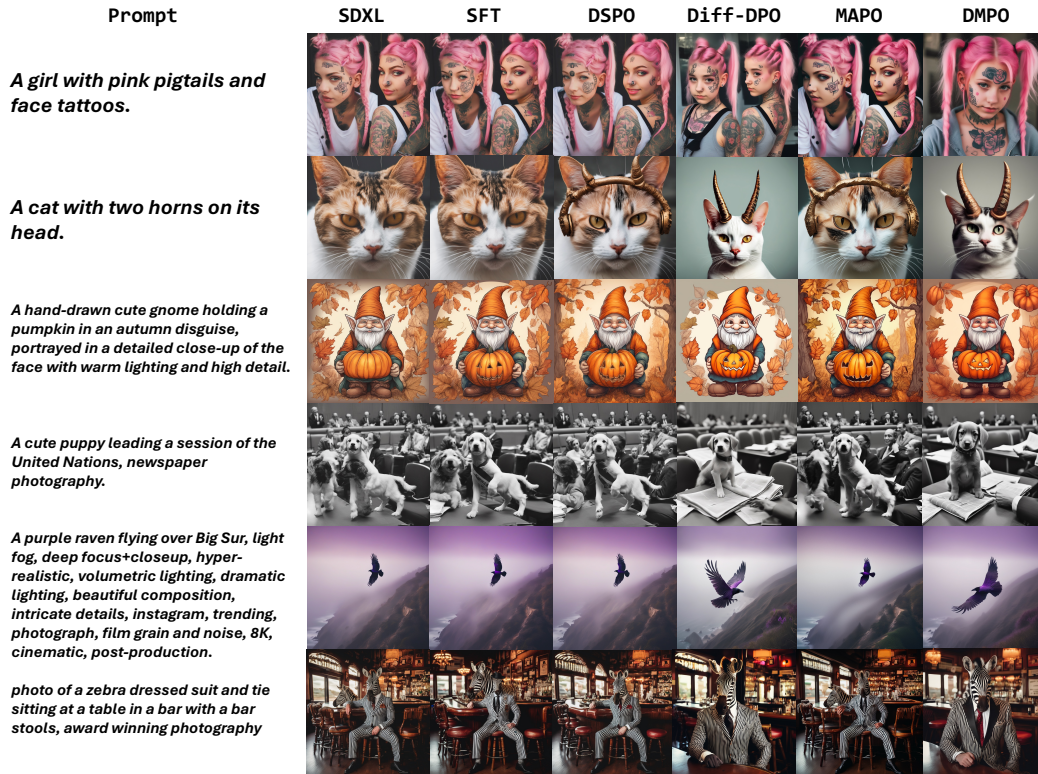 Prompt SDXL SFT DSPO Diff-DPO MAPO DMPO
A girl with pink pigtails and
face tattoos.
A cat with two horns on its
head.
A hand-drawn cute gnome holding a
pumpkin in an autumn disguise,
portrayed in a detailed close-up of the
face with warm lighting and high detail.
A cute puppy leading a session of the
United Nations, newspaper
photography.
A purple raven flying over Big Sur, light
fog, deep focus+closeup, hyper-
realistic, volumetric lighting, dramatic
lighting, beautiful composition,
intricate details, instagram, trending,
photograph, film grain and noise, 8K,
cinematic, post-production.
photo of a zebra dressed suit and tie
sitting at a table in a bar with a bar
stools, award winning photography